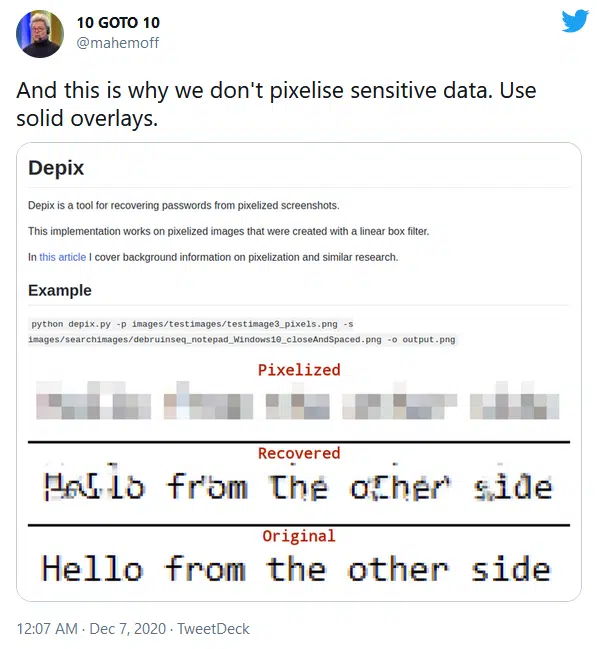 10 GOTO 10
@mahemoff
And this is why we don't pixelise sensitive data. Use
solid overlays.
Depix
Depix is a tool for recovering passwords from pixelized screenshots.
This implementation works on pixelized images that were created with a linear box filter.
In this article I cover background information on pixelization and similar research.
Example
python depix.py -p images/testimages/testimage3_pixels.png -s
images/searchimages/debruinseq_notepad_Windows10_closeAndSpaced.png -o output.png
Pixelized
Recovered
Hello from the other side
Original
Hello from the other side
12:07 AM · Dec 7, 2020 · TweetDeck